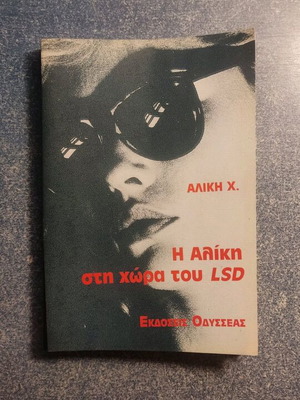 ΑΛΙΚΗ Χ.
Η Αλίκη
στη χώρα του LSD
ΕΚΔΟΣΕΙΣ ΟΔΥΣΣΕΑΣ